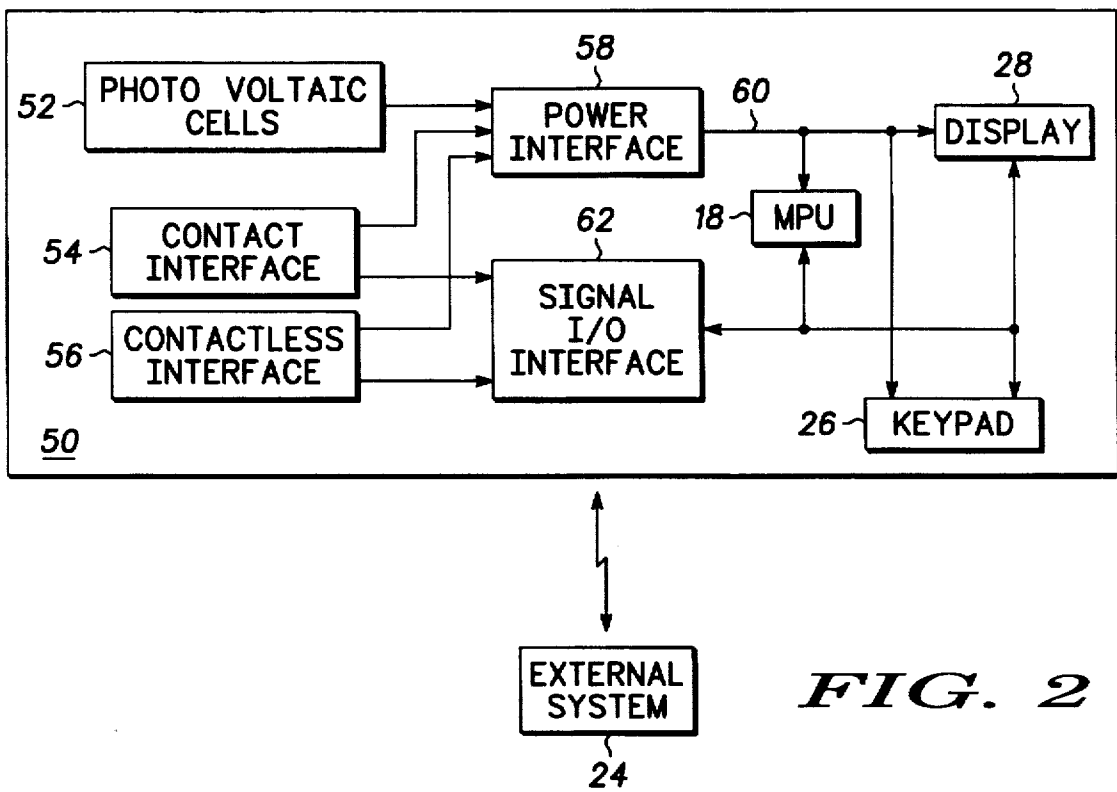 52
PHOTO VOLTAIC
CELLS
58
POWER
INTERFACE
60
28
DISPLAY
18
MPU
54
CONTACT
INTERFACE
62
SIGNAL
I/O
INTERFACE
56
CONTACTLESS
INTERFACE
26
KEYPAD
50
EXTERNAL
SYSTEM
24
FIG. 2